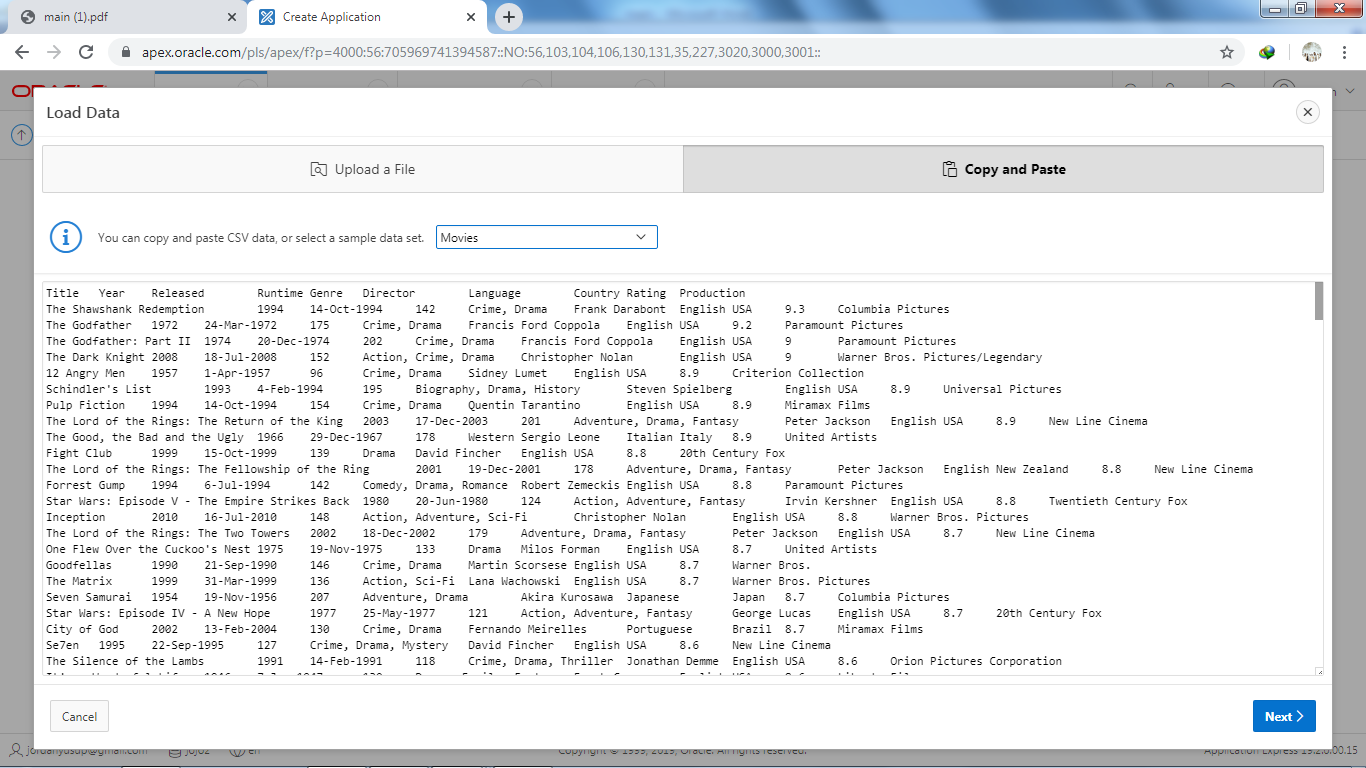 main (1).pdf
Create Application
apex.oracle.com/pls/apex/f?p=4000:56:705969741394587::NO:56,103,104,106,130,131,35,227,3020,3000,3001::
Load Data
Upload a File
Copy and Paste
You can copy and paste CSV data, or select a sample data set.
Movies
Title Year Released Runtime Genre Director Language Country Rating Production
The Shawshank Redemption 1994 14-Oct-1994 142 Crime, Drama Frank Darabont English USA 9.3 Columbia Pictures
The Godfather 1972 24-Mar-1972 175 Crime, Drama Francis Ford Coppola English USA 9.2 Paramount Pictures
The Godfather: Part II 1974 20-Dec-1974 202 Crime, Drama Francis Ford Coppola English USA 9 Paramount Pictures
The Dark Knight 2008 18-Jul-2008 152 Action, Crime, Drama Christopher Nolan English USA 9 Warner Bros. Pictures/Legendary
12 Angry Men 1957 1-Apr-1957 96 Crime, Drama Sidney Lumet English USA 8.9 Criterion Collection
Schindler's List 1993 4-Feb-1994 195 Biography, Drama, History Steven Spielberg English USA 8.9 Universal Pictures
Pulp Fiction 1994 14-Oct-1994 154 Crime, Drama Quentin Tarantino English USA 8.9 Miramax Films
The Lord of the Rings: The Return of the King 2003 17-Dec-2003 201 Adventure, Drama, Fantasy Peter Jackson English USA 8.9 New Line Cinema
The Good, the Bad and the Ugly 1966 29-Dec-1967 178 Western Sergio Leone Italian Italy 8.9 United Artists
Fight Club 1999 15-Oct-1999 139 Drama David Fincher English USA 8.8 20th Century Fox
The Lord of the Rings: The Fellowship of the Ring 2001 19-Dec-2001 178 Adventure, Drama, Fantasy Peter Jackson English New Zealand 8.8 New Line Cinema
Forrest Gump 1994 6-Jul-1994 142 Comedy, Drama, Romance Robert Zemeckis English USA 8.8 Paramount Pictures
Star Wars: Episode V - The Empire Strikes Back 1980 20-Jun-1980 124 Action, Adventure, Fantasy Irvin Kershner English USA 8.8 Twentieth Century Fox
Inception 2010 16-Jul-2010 148 Action, Adventure, Sci-Fi Christopher Nolan English USA 8.8 Warner Bros. Pictures
The Lord of the Rings: The Two Towers 2002 18-Dec-2002 179 Adventure, Drama, Fantasy Peter Jackson English USA 8.7 New Line Cinema
One Flew Over the Cuckoo's Nest 1975 19-Nov-1975 133 Drama Milos Forman English USA 8.7 United Artists
Goodfellas 1990 21-Sep-1990 146 Crime, Drama Martin Scorsese English USA 8.7 Warner Bros.
The Matrix 1999 31-Mar-1999 136 Action, Sci-Fi Lana Wachowski English USA 8.7 Warner Bros. Pictures
Seven Samurai 1954 19-Nov-1956 207 Adventure, Drama Akira Kurosawa Japanese Japan 8.7 Columbia Pictures
Star Wars: Episode IV - A New Hope 1977 25-May-1977 121 Action, Adventure, Fantasy George Lucas English USA 8.7 20th Century Fox
City of God 2002 13-Feb-2004 130 Crime, Drama Fernando Meirelles Portuguese Brazil 8.7 Miramax Films
Se7en 1995 22-Sep-1995 127 Crime, Drama, Mystery David Fincher English USA 8.6 New Line Cinema
The Silence of the Lambs 1991 14-Feb-1991 118 Crime, Drama, Thriller Jonathan Demme English USA 8.6 Orion Pictures Corporation
Cancel
Next
en
Copyright © 1999, 2019, Oracle. All rights reserved.
Application Express 19.2.0.00.15